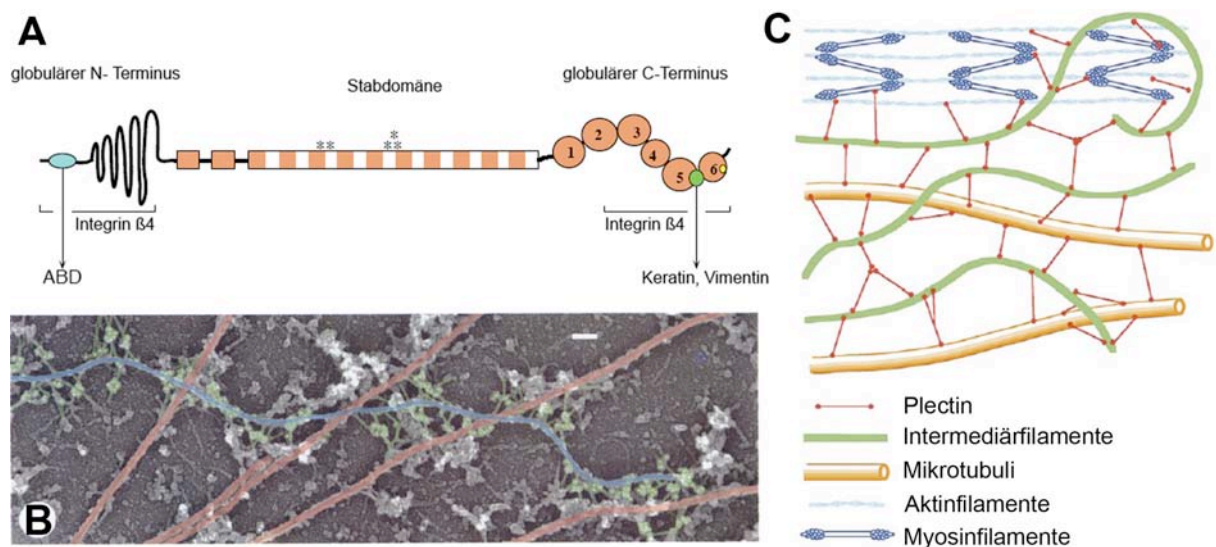 A
globulärer N- Terminus
Stabdomäne
globulärer C-Terminus
*
** **
1 2 3 4 5 6
Integrin ß4
Integrin ß4
ABD
Keratin, Vimentin
B
C
Plectin
Intermediärfilamente
Mikrotubuli
Aktinfilamente
Myosinfilamente